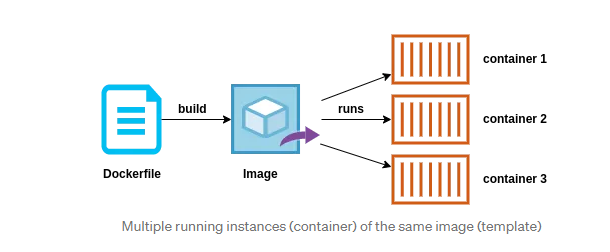 container 1
build
runs
container 2
Dockerfile
Image
container 3
Multiple running instances (container) of the same image (template)